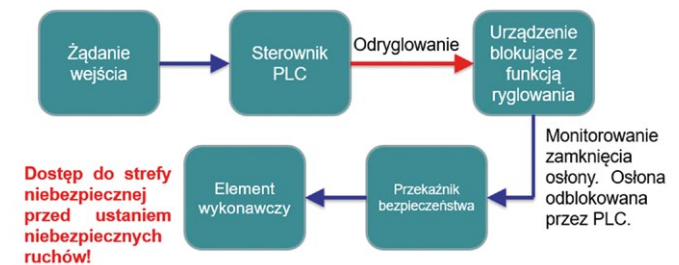 Żądanie
wejścia
Sterownik
PLC
Odryglowanie
Urządzenie
blokujące z
funkcją
ryglowania
Monitorowanie
zamknięcia
osłony. Osłona
odblokowana
przez PLC.
Przekaźnik
bezpieczeństwa
Element
wykonawczy
Dostęp do strefy
niebezpiecznej
przed ustaniem
niebezpiecznych
ruchów!